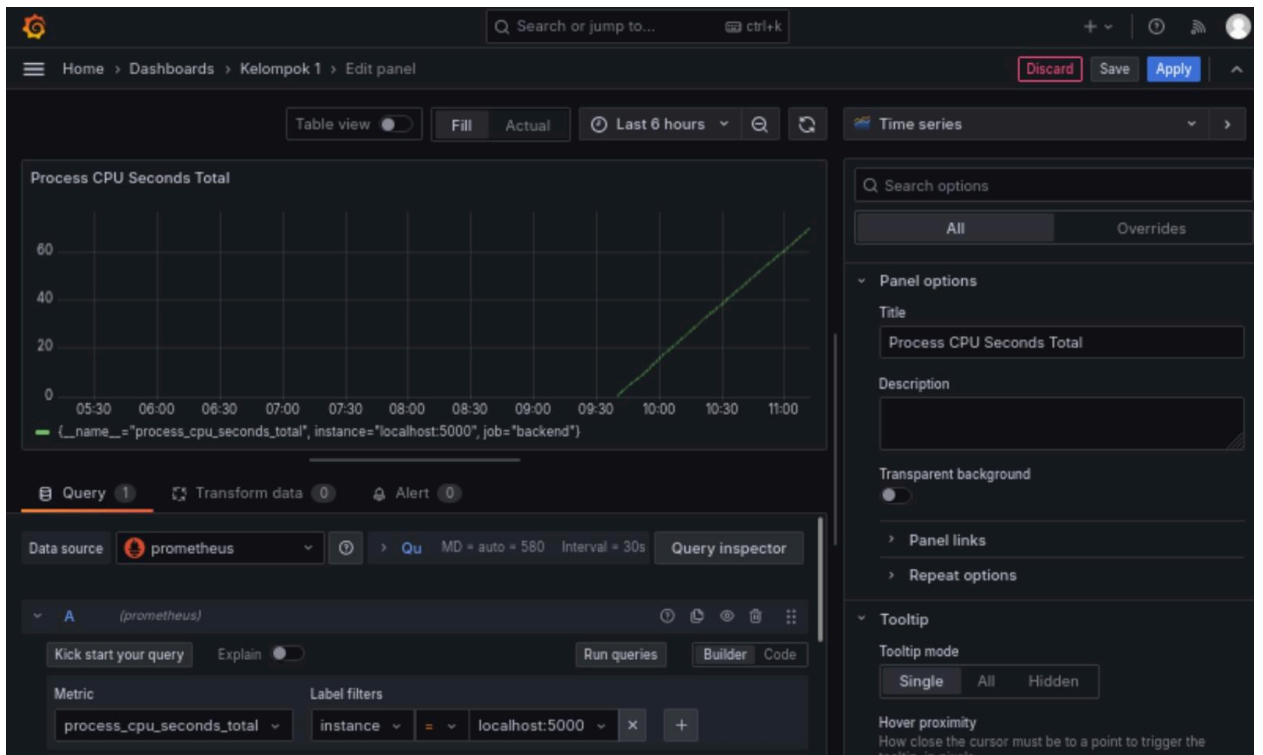 Search or jump to... ctrl+k
Home > Dashboards > Kelompok 1 > Edit panel Discard Save Apply
Table view Fill Actual Last 6 hours Time series
Process CPU Seconds Total
60
40
20
0
05:30 06:00 06:30 07:00 07:30 08:00 08:30 09:00 09:30 10:00 10:30 11:00
{__name__="process_cpu_seconds_total", instance="localhost:5000", job="backend"}
Query 1 Transform data 0 Alert 0
Data source prometheus > Qu MD = auto = 580 Interval = 30s Query inspector
A (prometheus)
Kick start your query Explain Run queries Builder Code
Metric Label filters
process_cpu_seconds_total instance = localhost:5000 × +
Search options
All Overrides
Panel options
Title
Process CPU Seconds Total
Description
Transparent background
> Panel links
> Repeat options
Tooltip
Tooltip mode
Single All Hidden
Hover proximity
How close the cursor must be to a point to trigger the